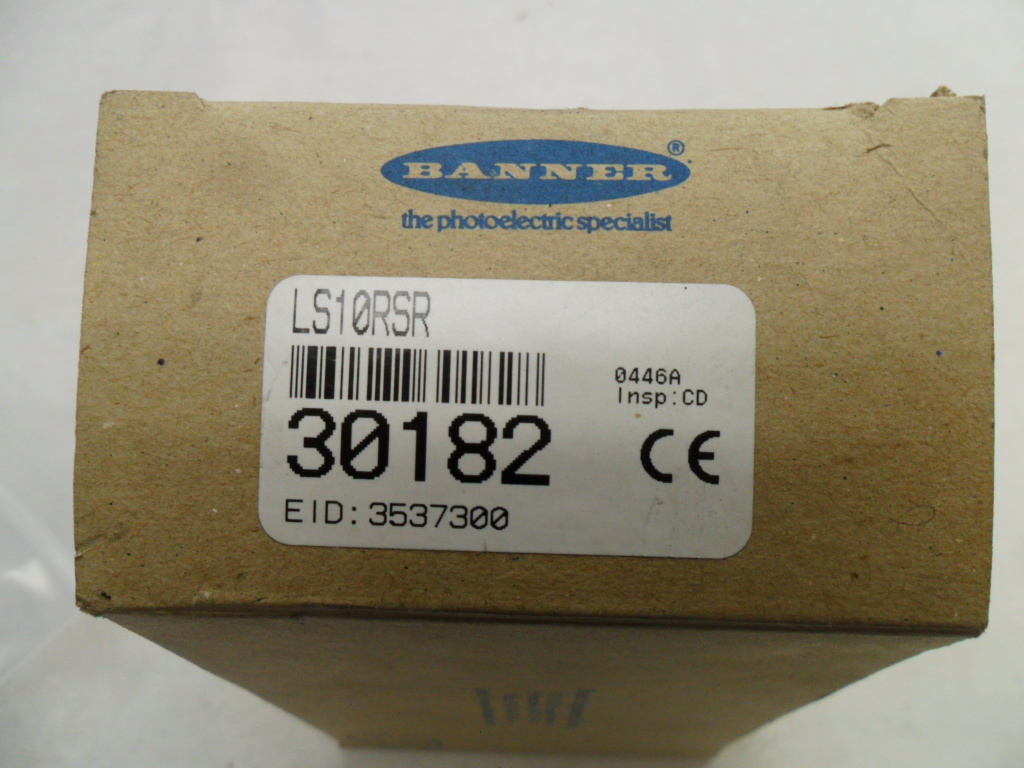 BANNER®
the photoelectric specialist
LS10RSR
0446A
Insp:CD
30182
CE
EID: 3537300